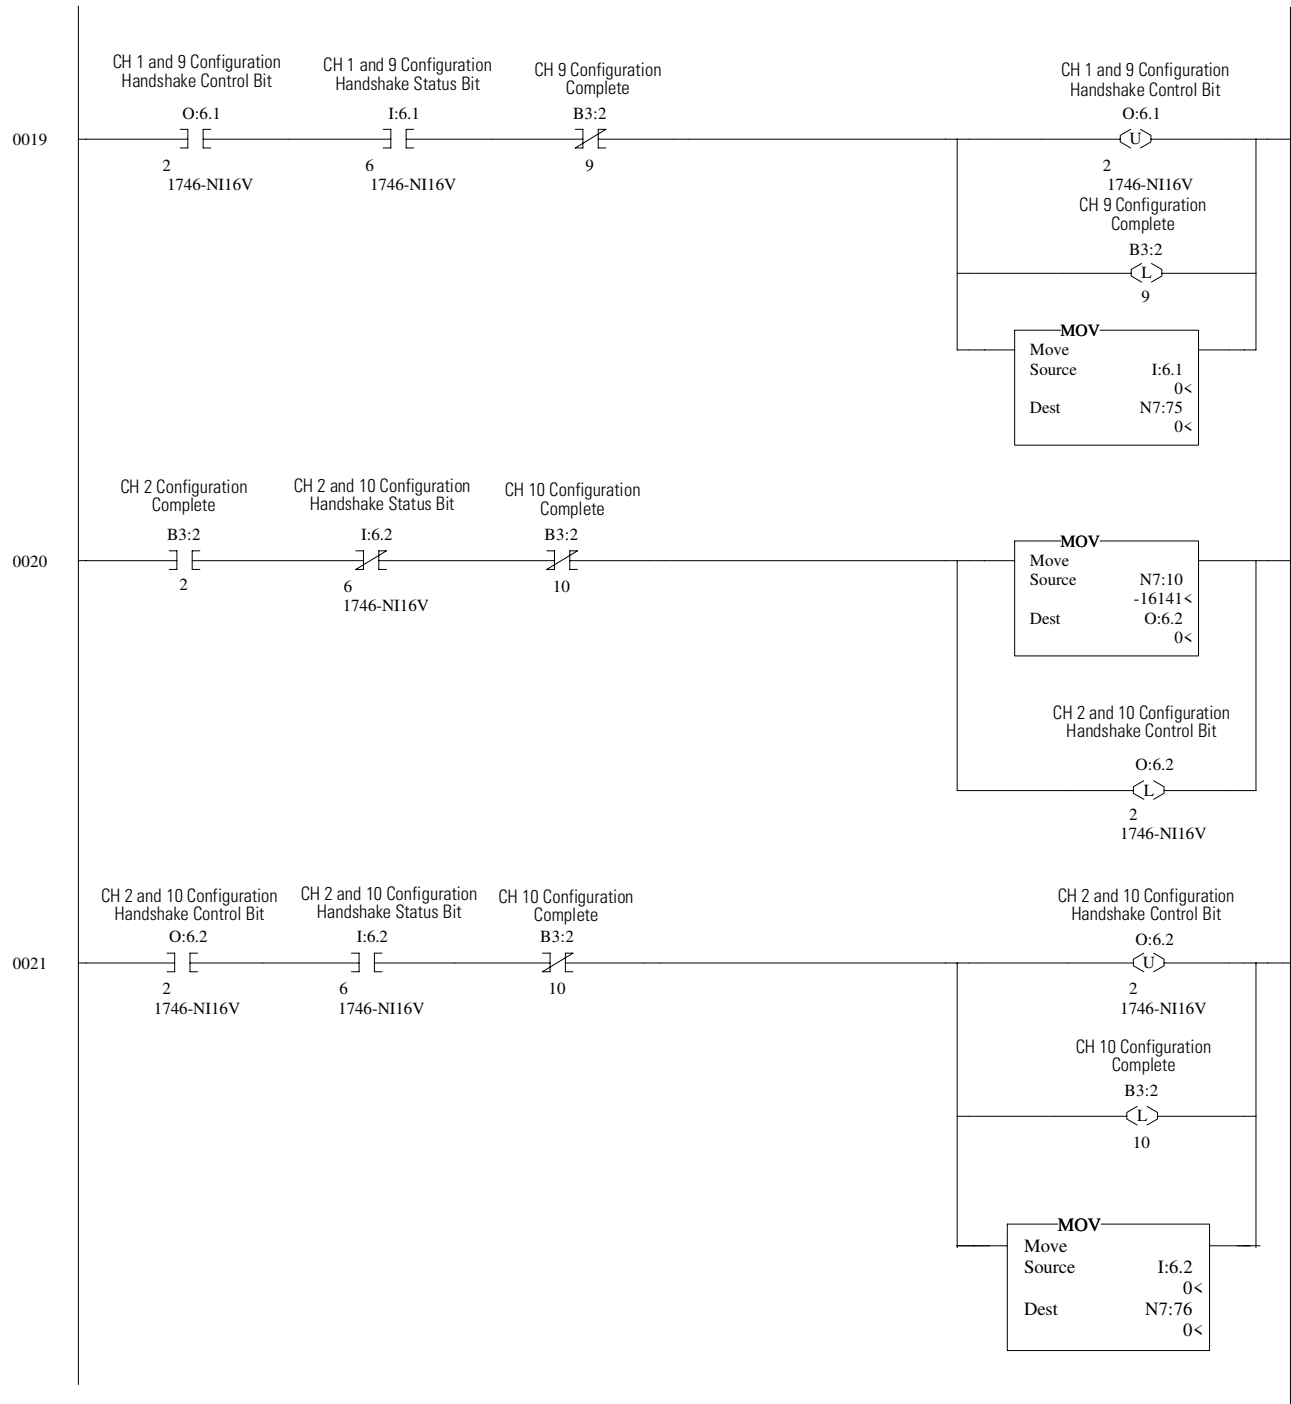 CH 1 and 9 Configuration
Handshake Control Bit
O:6.1
2
1746-NI16V
CH 1 and 9 Configuration
Handshake Status Bit
I:6.1
6
1746-NI16V
CH 9 Configuration
Complete
B3:2
9
0019
CH 1 and 9 Configuration
Handshake Control Bit
O:6.1
U
2
1746-NI16V
CH 9 Configuration
Complete
B3:2
L
9
MOV
Move
Source I:6.1
0<
Dest N7:75
0<
CH 2 Configuration
Complete
B3:2
2
CH 2 and 10 Configuration
Handshake Status Bit
I:6.2
6
1746-NI16V
CH 10 Configuration
Complete
B3:2
10
0020
MOV
Move
Source N7:10
-16141<
Dest O:6.2
0<
CH 2 and 10 Configuration
Handshake Control Bit
O:6.2
L
2
1746-NI16V
CH 2 and 10 Configuration
Handshake Control Bit
O:6.2
2
1746-NI16V
CH 2 and 10 Configuration
Handshake Status Bit
I:6.2
6
1746-NI16V
CH 10 Configuration
Complete
B3:2
10
0021
CH 2 and 10 Configuration
Handshake Control Bit
O:6.2
U
2
1746-NI16V
CH 10 Configuration
Complete
B3:2
L
10
MOV
Move
Source I:6.2
0<
Dest N7:76
0<